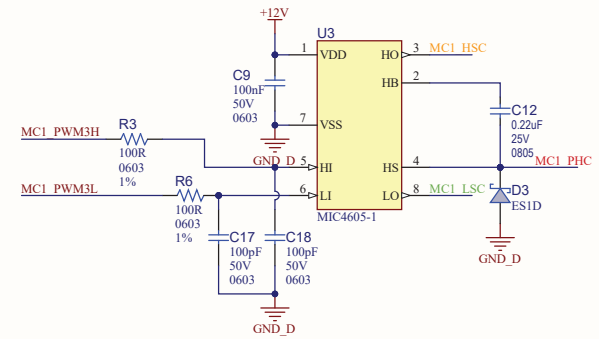 +12V
U3
1
VDD
HO
3
MC1_HSC
HB
2
C9
100nF
50V
0603
C12
0.22uF
25V
0805
7
VSS
MC1_PWM3H
R3
100R
0603
1%
GND_D
5
HI
HS
4
MC1_PHC
MC1_PWM3L
R6
100R
0603
1%
6
LI
LO
8
MC1_LSC
D3
ES1D
MIC4605-1
C17
100pF
50V
0603
C18
100pF
50V
0603
GND_D
GND_D